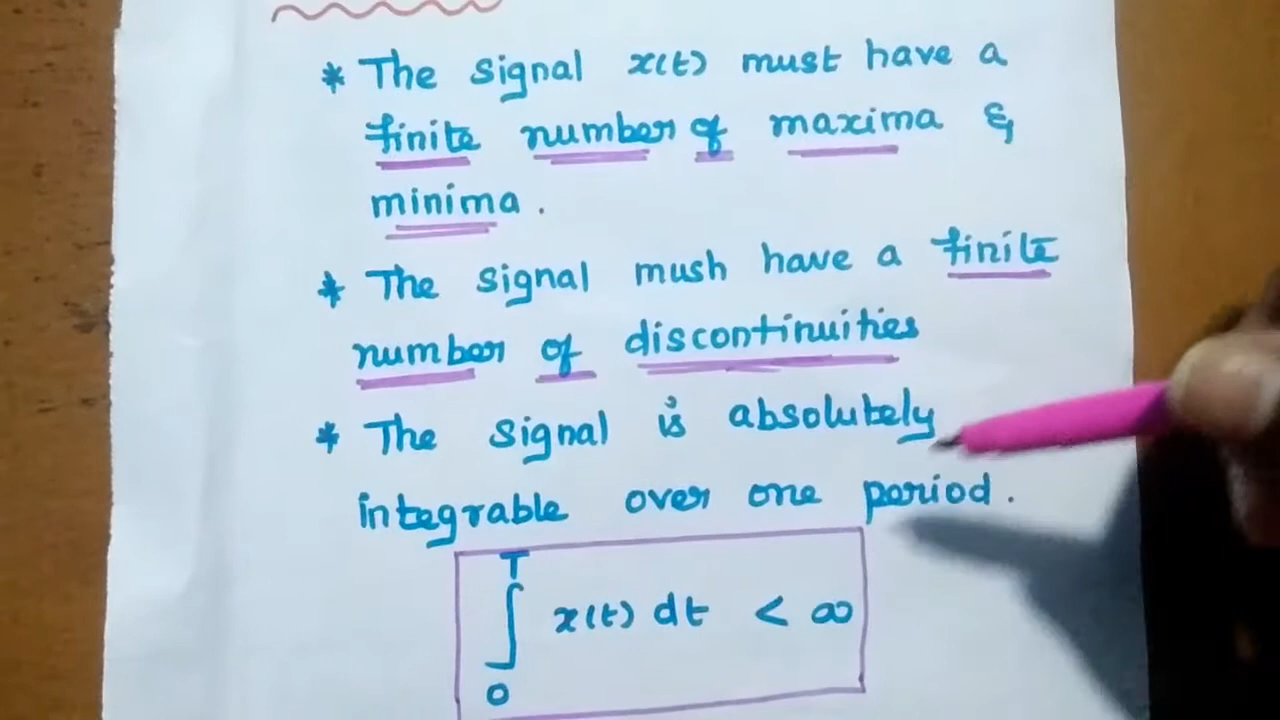 * The signal x(t) must have a
finite number of maxima &
minima .
* The signal mush have a finite
number of discontinuities
* The signal is absolutely
integrable over one period .
T
∫ x(t) dt < ∞
0